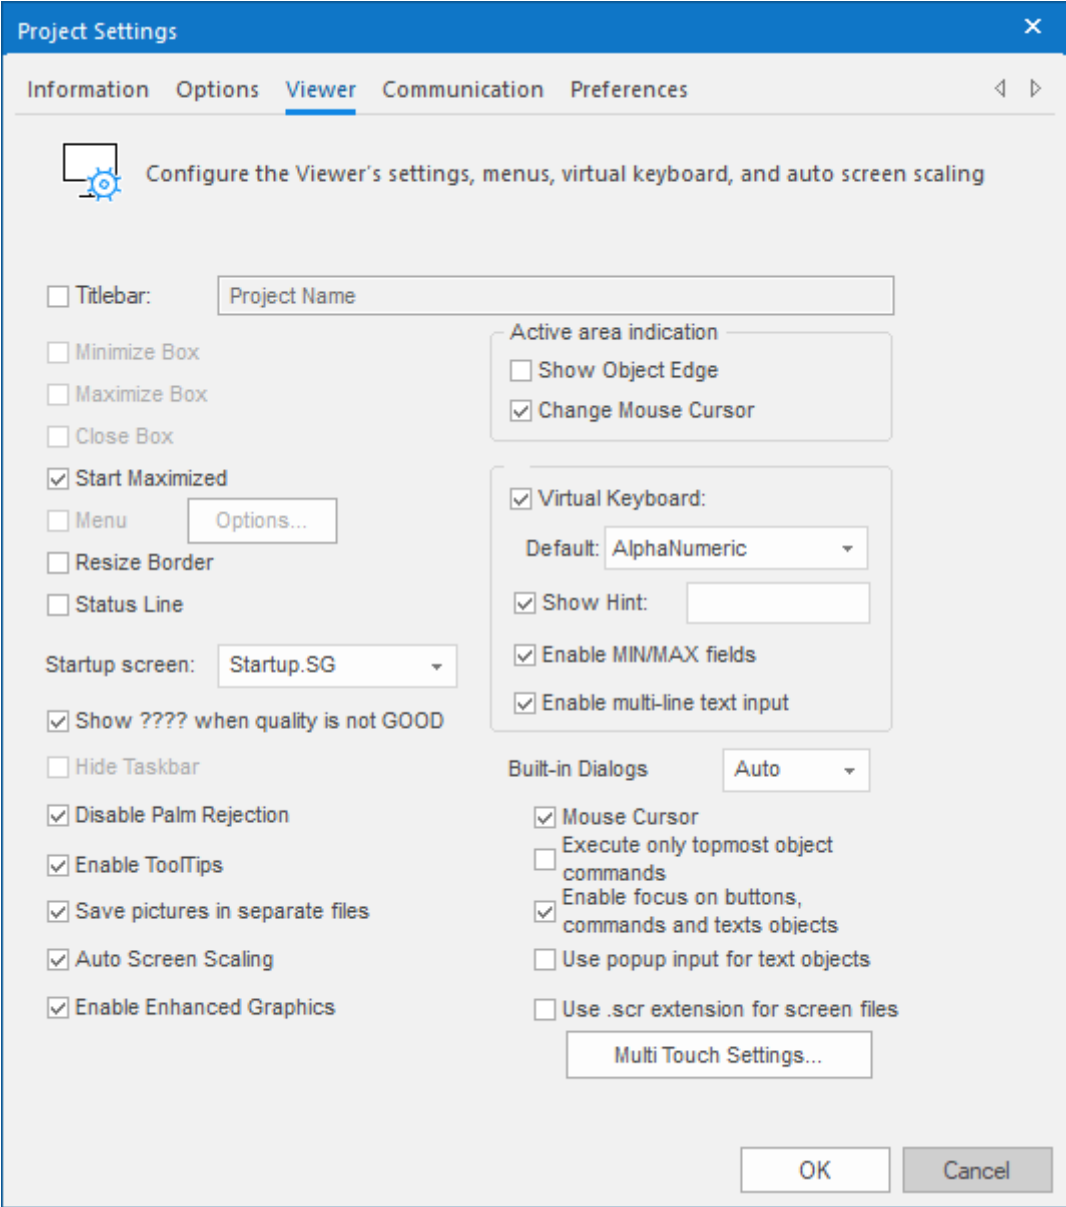 Project Settings
Information Options Viewer Communication Preferences
Configure the Viewer's settings, menus, virtual keyboard, and auto screen scaling
Titlebar: Project Name
Minimize Box
Maximize Box
Close Box
Start Maximized
Menu Options...
Resize Border
Status Line
Startup screen: Startup.SG
Show ???? when quality is not GOOD
Hide Taskbar
Disable Palm Rejection
Enable ToolTips
Save pictures in separate files
Auto Screen Scaling
Enable Enhanced Graphics
Active area indication
Show Object Edge
Change Mouse Cursor
Virtual Keyboard:
Default: AlphaNumeric
Show Hint:
Enable MIN/MAX fields
Enable multi-line text input
Built-in Dialogs Auto
Mouse Cursor
Execute only topmost object
commands
Enable focus on buttons,
commands and texts objects
Use popup input for text objects
Use .scr extension for screen files
Multi Touch Settings...
OK Cancel